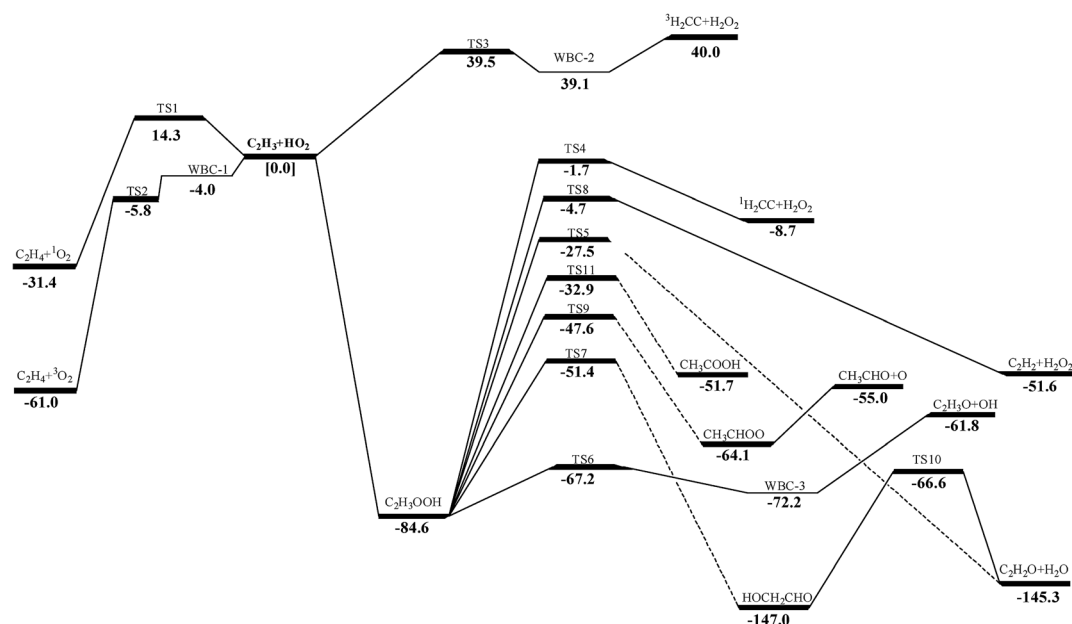 ³H₂CC+H₂O₂
40.0
TS3
39.5
WBC-2
39.1
TS1
14.3
C₂H₃+HO₂
[0.0]
WBC-1
-4.0
TS2
-5.8
C₂H₄+¹O₂
-31.4
C₂H₄+³O₂
-61.0
TS4
-1.7
TS8
-4.7
¹H₂CC+H₂O₂
-8.7
TS5
-27.5
TS11
-32.9
TS9
-47.6
TS7
-51.4
CH₃COOH
-51.7
C₂H₂+H₂O₂
-51.6
CH₃CHO+O
-55.0
C₂H₃O+OH
-61.8
CH₃CHOO
-64.1
TS6
-67.2
TS10
-66.6
WBC-3
-72.2
C₂H₃OOH
-84.6
C₂H₂O+H₂O
-145.3
HOCH₂CHO
-147.0